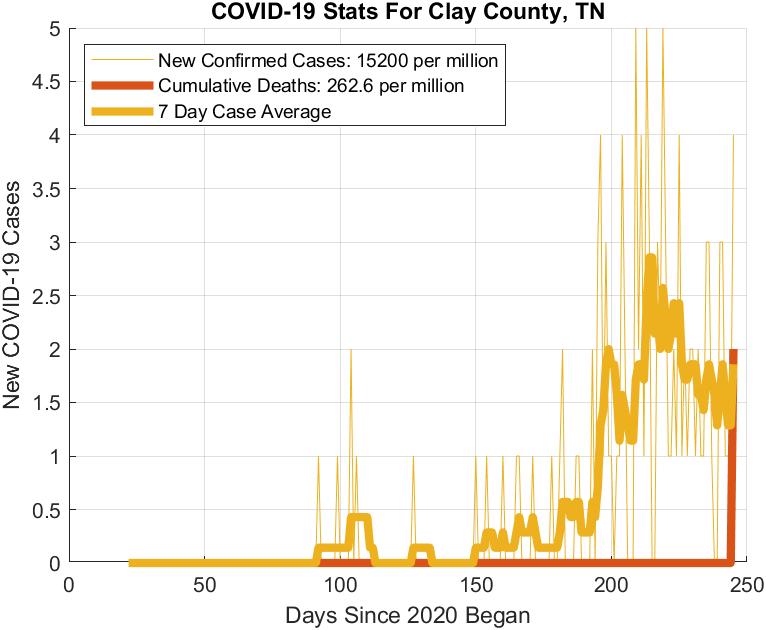 COVID-19 Stats For Clay County, TN
5
4.5
4
3.5
3
2.5
2
1.5
1
0.5
0
New COVID-19 Cases
New Confirmed Cases: 15200 per million
Cumulative Deaths: 262.6 per million
7 Day Case Average
0 50 100 150 200 250
Days Since 2020 Began